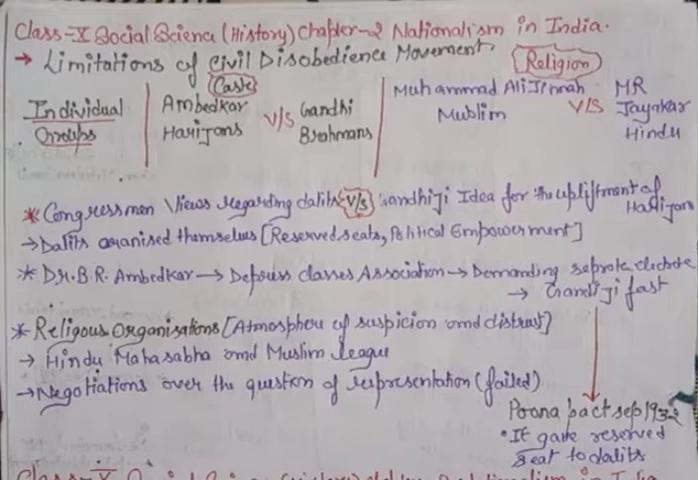 Class-X Social Science (History) Chapter-2 Nationalism in India.
→ Limitations of Civil Disobedience Movement
Religion
Caste
Individual
Groups
Ambedkar
Harijans
V/S
Gandhi
Brahmans
Muhammad Ali Jinnah
Muslim
V/S
MR
Jayakar
Hindu
* Congressmen Views regarding dalits V/S Gandhiji Idea for the upliftment of
Harijans
→ Dalits organised themselves [Reserved seats, Political Empowerment]
* Dr. B.R. Ambedkar → Depress classes Association → Demanding seprate electorate
→ Gandiji fast
* Religous Organisations [Atmosphere of suspicion and distrust]
→ Hindu Mahasabha and Muslim league
→ Negotiations over the question of representation (failed)
Poona pact sep 1932
• It gave reserved
seat to dalits